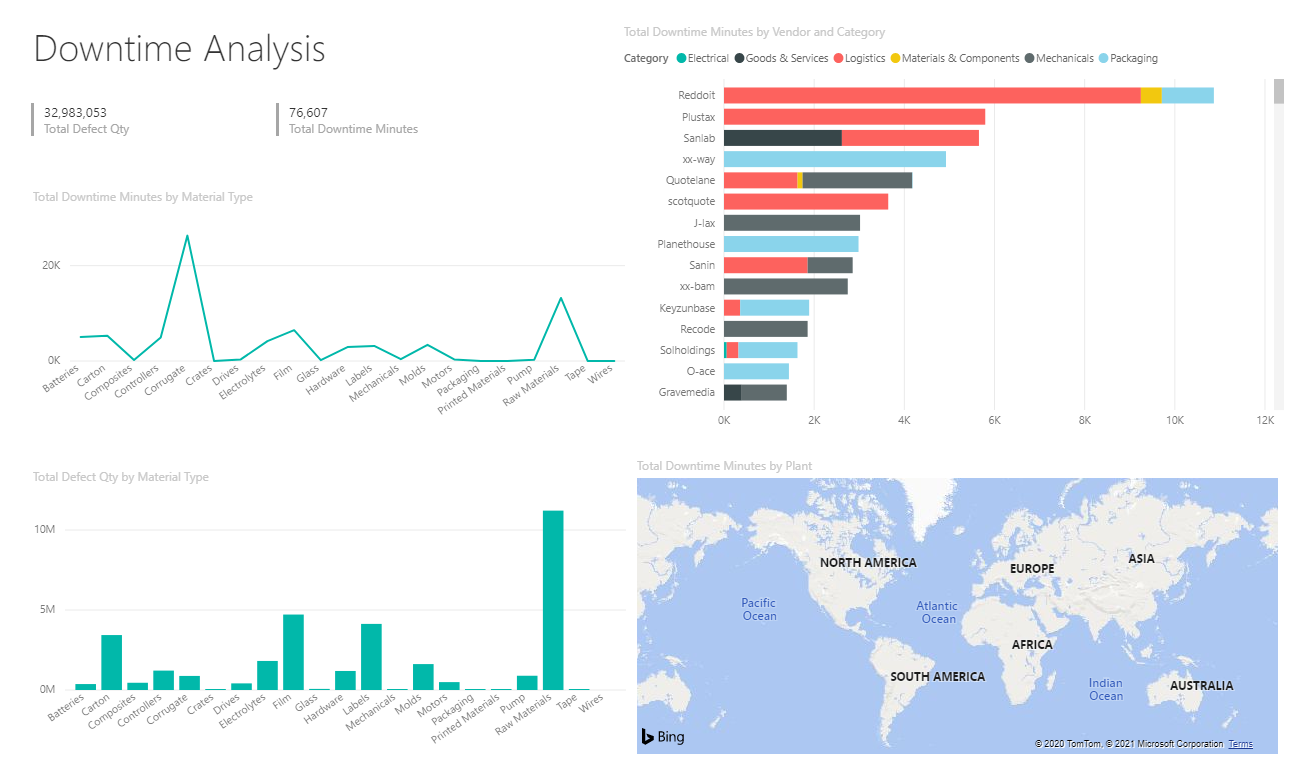 Downtime Analysis
32,983,053
Total Defect Qty
76,607
Total Downtime Minutes
Total Downtime Minutes by Material Type
20K
0K
Batteries
Carton
Composites
Controllers
Corrugate
Crates
Drives
Electrolytes
Film
Glass
Hardware
Labels
Mechanicals
Molds
Motors
Packaging
Printed Materials
Pump
Raw Materials
Tape
Wires
Total Defect Qty by Material Type
10M
5M
0M
Batteries
Carton
Composites
Controllers
Corrugate
Crates
Drives
Electrolytes
Film
Glass
Hardware
Labels
Mechanicals
Molds
Motors
Packaging
Printed Materials
Pump
Raw Materials
Tape
Wires
Total Downtime Minutes by Vendor and Category
Category Electrical Goods & Services Logistics Materials & Components Mechanicals Packaging
Reddoit
Plustax
Sanlab
xx-way
Quotelane
scotquote
J-lax
Planethouse
Sanin
xx-bam
Keyzunbase
Recode
Solholdings
O-ace
Gravemedia
0K 2K 4K 6K 8K 10K 12K
Total Downtime Minutes by Plant
NORTH AMERICA
EUROPE
ASIA
Pacific
Ocean
Atlantic
Ocean
AFRICA
SOUTH AMERICA
Indian
Ocean
AUSTRALIA
Bing
© 2020 TomTom, © 2021 Microsoft Corporation Terms